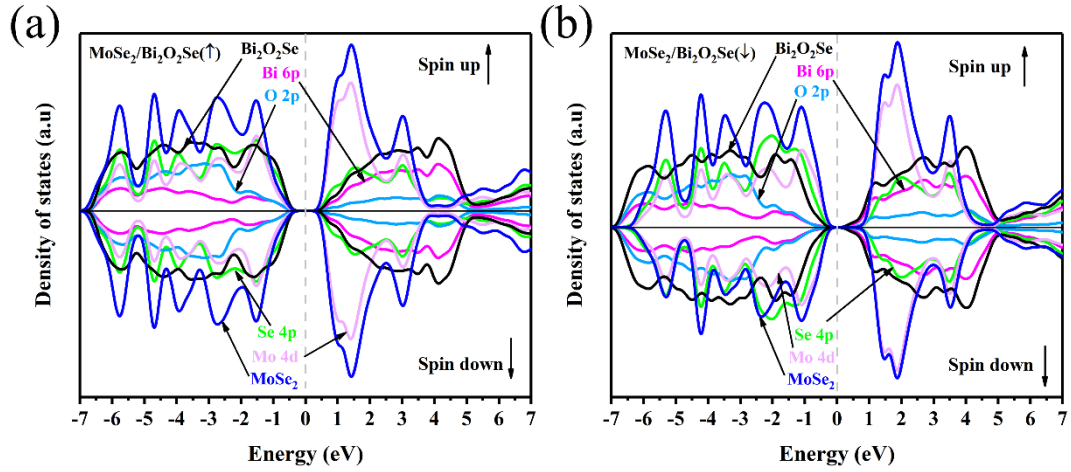 (a)
MoSe₂/Bi₂O₂Se(↑)
Bi₂O₂Se
Bi 6p
O 2p
Spin up
Se 4p
Mo 4d
MoSe₂
Spin down
Density of states (a.u)
-7 -6 -5 -4 -3 -2 -1 0 1 2 3 4 5 6 7
Energy (eV)
(b)
MoSe₂/Bi₂O₂Se(↓)
Bi₂O₂Se
Bi 6p
O 2p
Spin up
Se 4p
Mo 4d
MoSe₂
Spin down
Density of states (a.u)
-7 -6 -5 -4 -3 -2 -1 0 1 2 3 4 5 6 7
Energy (eV)